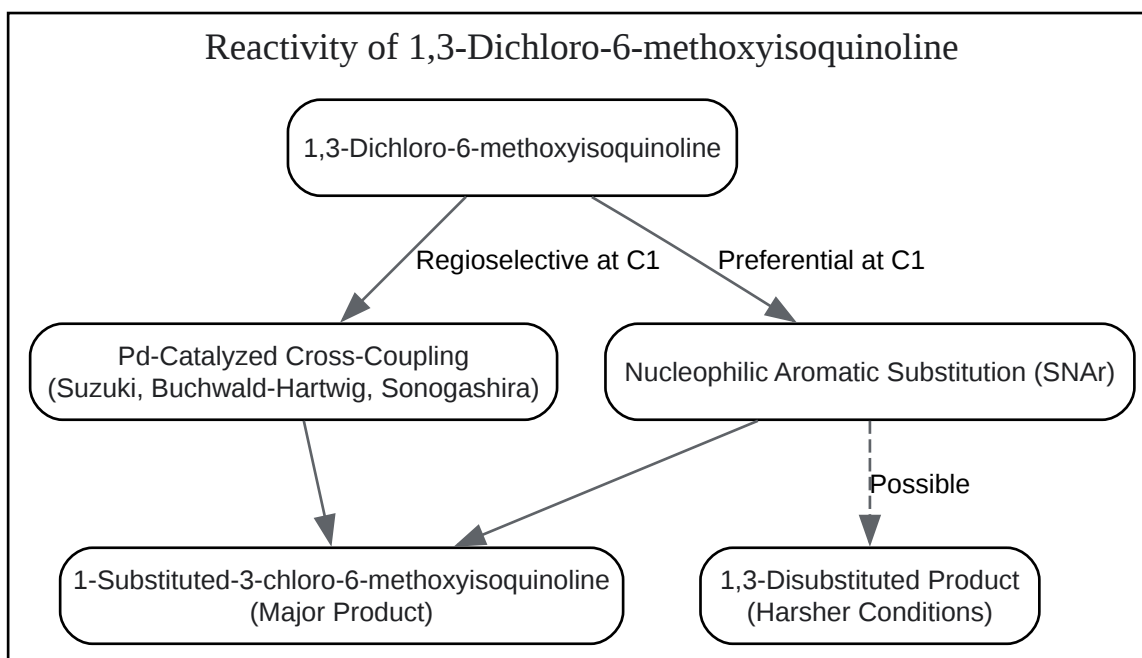 Reactivity of 1,3-Dichloro-6-methoxyisoquinoline
1,3-Dichloro-6-methoxyisoquinoline
Regioselective at C1
Preferential at C1
Pd-Catalyzed Cross-Coupling
(Suzuki, Buchwald-Hartwig, Sonogashira)
Nucleophilic Aromatic Substitution (SNAr)
Possible
1-Substituted-3-chloro-6-methoxyisoquinoline
(Major Product)
1,3-Disubstituted Product
(Harsher Conditions)